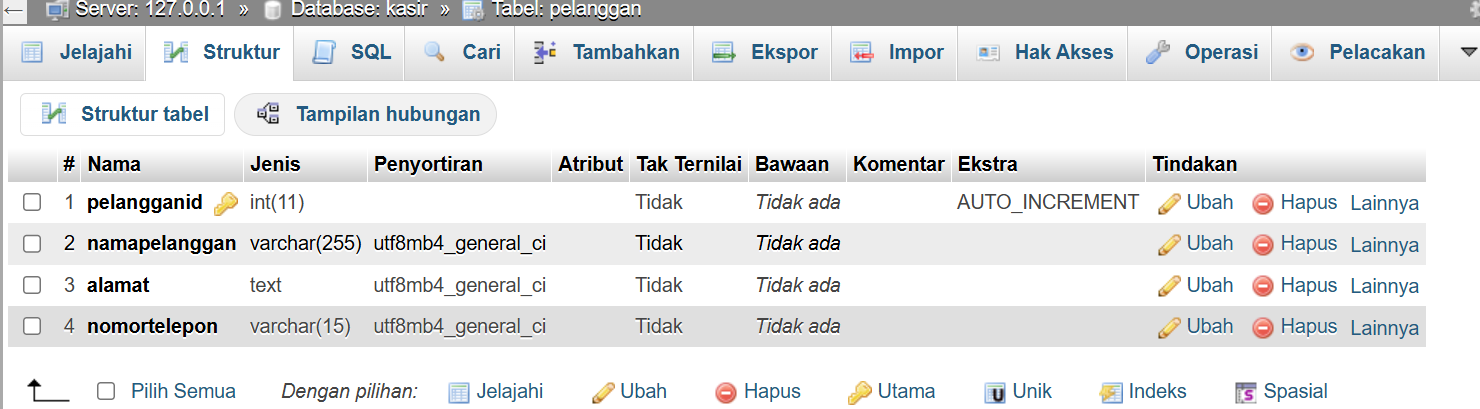 Server: 127.0.0.1 » Database: kasir » Tabel: pelanggan
Jelajahi Struktur SQL Cari Tambahkan Ekspor Impor Hak Akses Operasi Pelacakan
Struktur tabel Tampilan hubungan
# Nama Jenis Penyortiran Atribut Tak Ternilai Bawaan Komentar Ekstra Tindakan
1 pelangganid int(11) Tidak Tidak ada AUTO_INCREMENT Ubah Hapus Lainnya
2 namapelanggan varchar(255) utf8mb4_general_ci Tidak Tidak ada Ubah Hapus Lainnya
3 alamat text utf8mb4_general_ci Tidak Tidak ada Ubah Hapus Lainnya
4 nomortelepon varchar(15) utf8mb4_general_ci Tidak Tidak ada Ubah Hapus Lainnya
Pilih Semua Dengan pilihan: Jelajahi Ubah Hapus Utama Unik Indeks Spasial